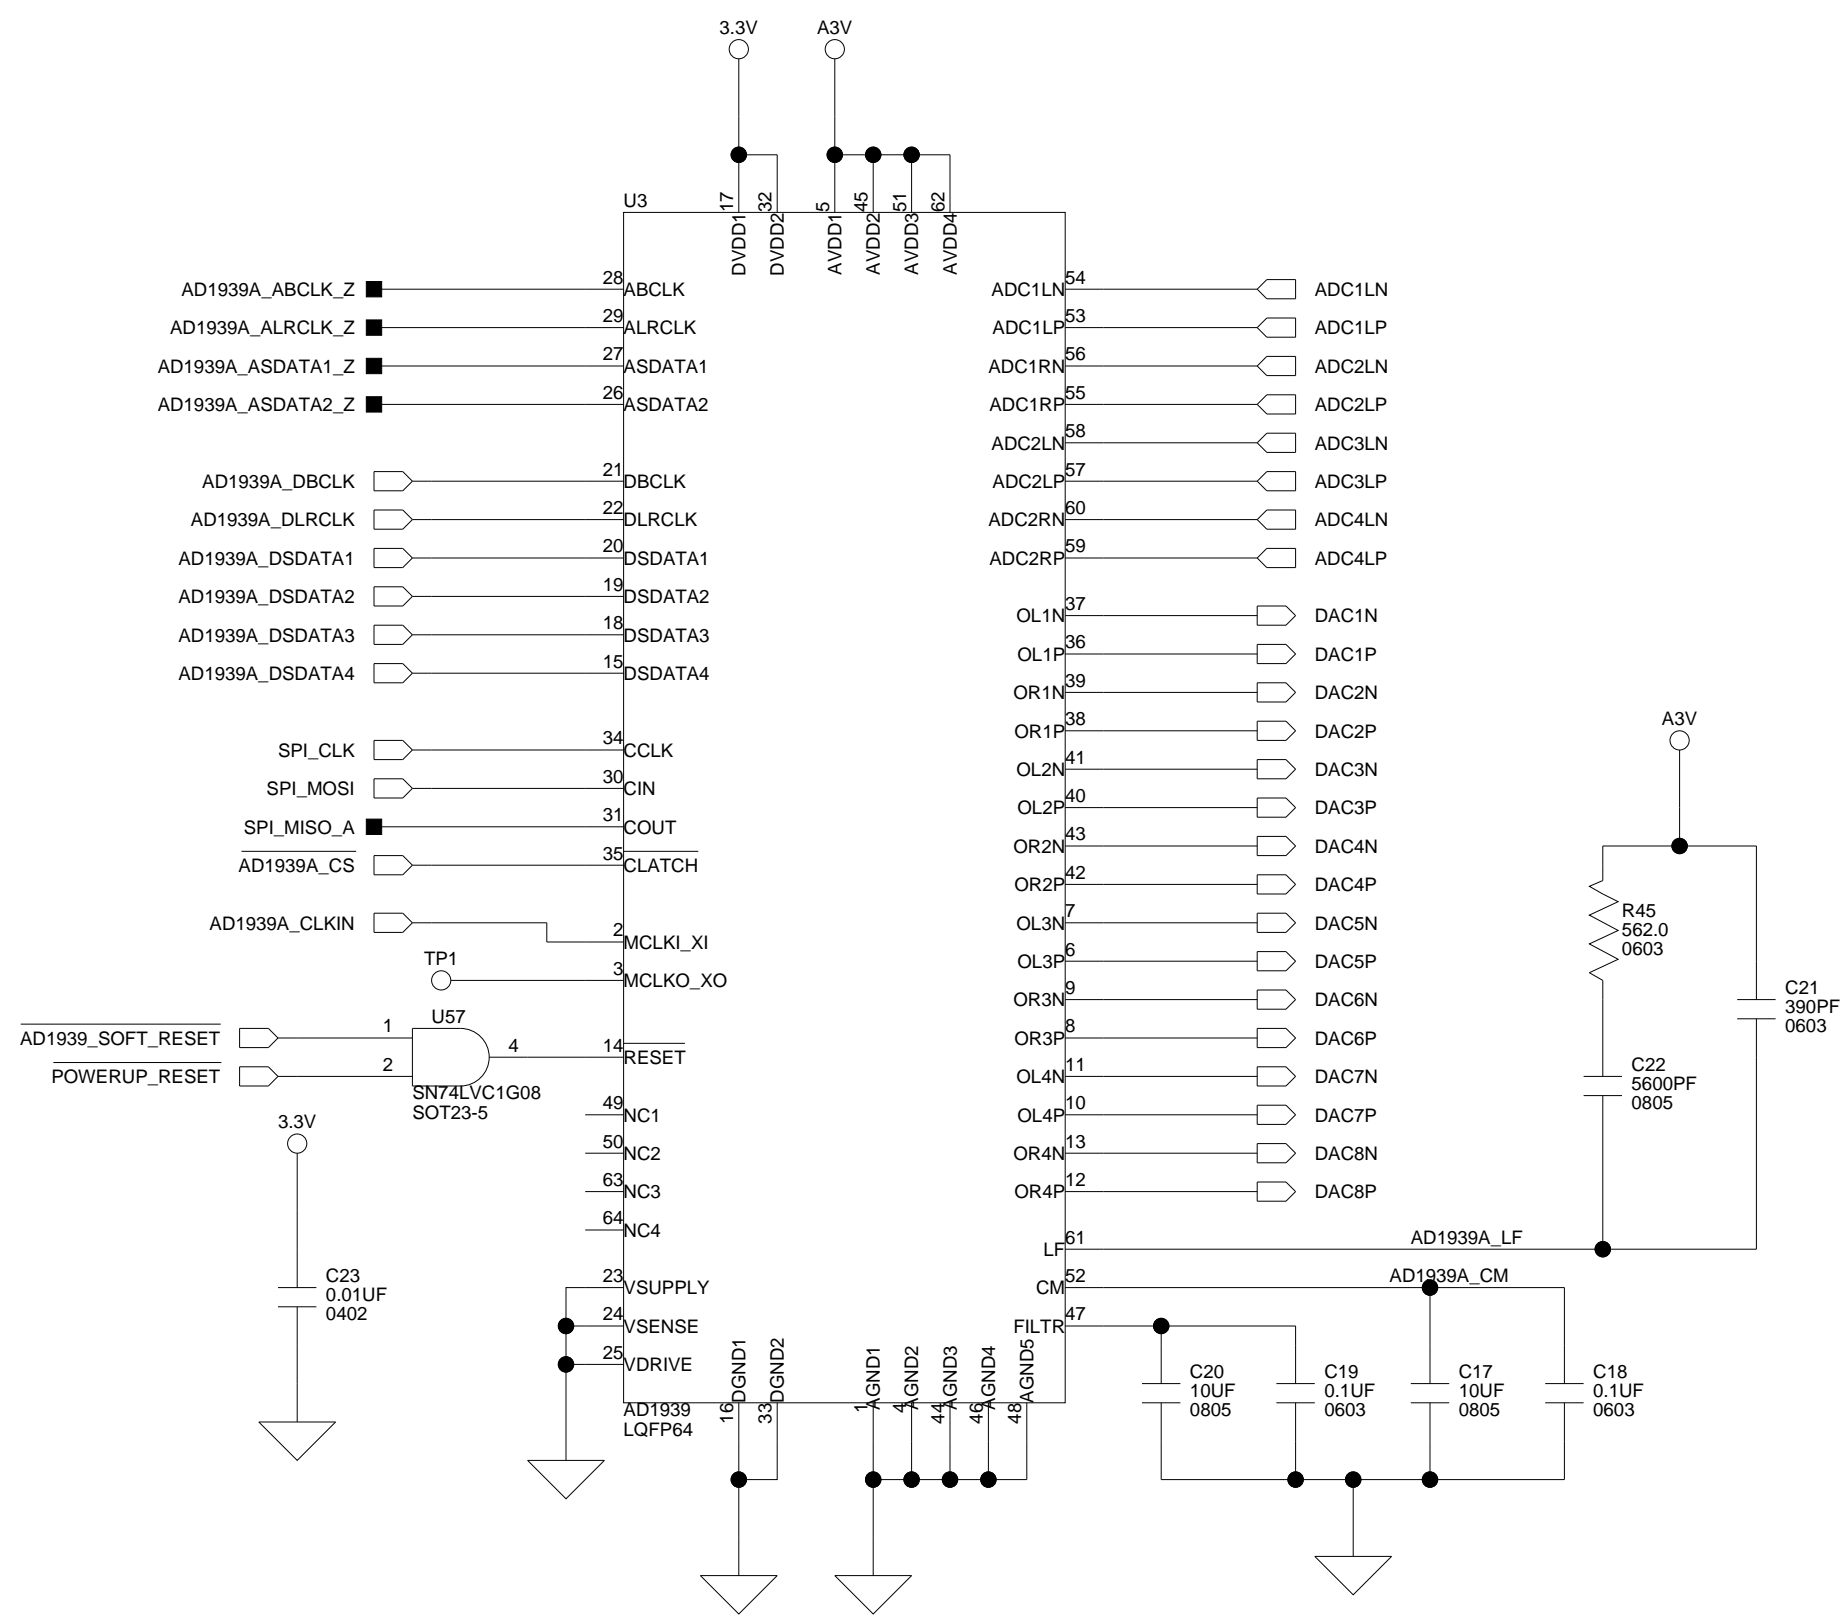 3.3V
A3V
U3
17
32
5
45
51
62
DVDD1
DVDD2
AVDD1
AVDD2
AVDD3
AVDD4
AD1939A_ABCLK_Z
28
ABCLK
ADC1LN
54
ADC1LN
AD1939A_ALRCLK_Z
29
ALRCLK
ADC1LP
53
ADC1LP
AD1939A_ASDATA1_Z
27
ASDATA1
ADC1RN
56
ADC2LN
AD1939A_ASDATA2_Z
26
ASDATA2
ADC1RP
55
ADC2LP
ADC2LN
58
ADC3LN
AD1939A_DBCLK
21
DBCLK
ADC2LP
57
ADC3LP
AD1939A_DLRCLK
22
DLRCLK
ADC2RN
60
ADC4LN
AD1939A_DSDATA1
20
DSDATA1
ADC2RP
59
ADC4LP
AD1939A_DSDATA2
19
DSDATA2
OL1N
37
DAC1N
AD1939A_DSDATA3
18
DSDATA3
OL1P
36
DAC1P
AD1939A_DSDATA4
15
DSDATA4
OR1N
39
DAC2N
OR1P
38
DAC2P
A3V
SPI_CLK
34
CCLK
OL2N
41
DAC3N
SPI_MOSI
30
CIN
OL2P
40
DAC3P
SPI_MISO_A
31
COUT
OR2N
43
DAC4N
AD1939A_CS
35
CLATCH
OR2P
42
DAC4P
AD1939A_CLKIN
2
MCLKI_XI
OL3N
7
DAC5N
R45
562.0
0603
TP1
3
MCLKO_XO
OL3P
6
DAC5P
OR3N
9
DAC6N
C21
390PF
0603
AD1939_SOFT_RESET
1
U57
OR3P
8
DAC6P
POWERUP_RESET
2
4
14
RESET
SN74LVC1G08
SOT23-5
OL4N
11
DAC7N
C22
5600PF
0805
49
NC1
OL4P
10
DAC7P
3.3V
50
NC2
OR4N
13
DAC8N
63
NC3
OR4P
12
DAC8P
64
NC4
LF
61
AD1939A_LF
C23
0.01UF
0402
23
VSUPPLY
CM
52
AD1939A_CM
24
VSENSE
FILTR
47
25
VDRIVE
DGND1
DGND2
AGND1
AGND2
AGND3
AGND4
AGND5
C20
10UF
0805
C19
0.1UF
0603
C17
10UF
0805
C18
0.1UF
0603
AD1939
LQFP64
16
33
1
4
44
46
48